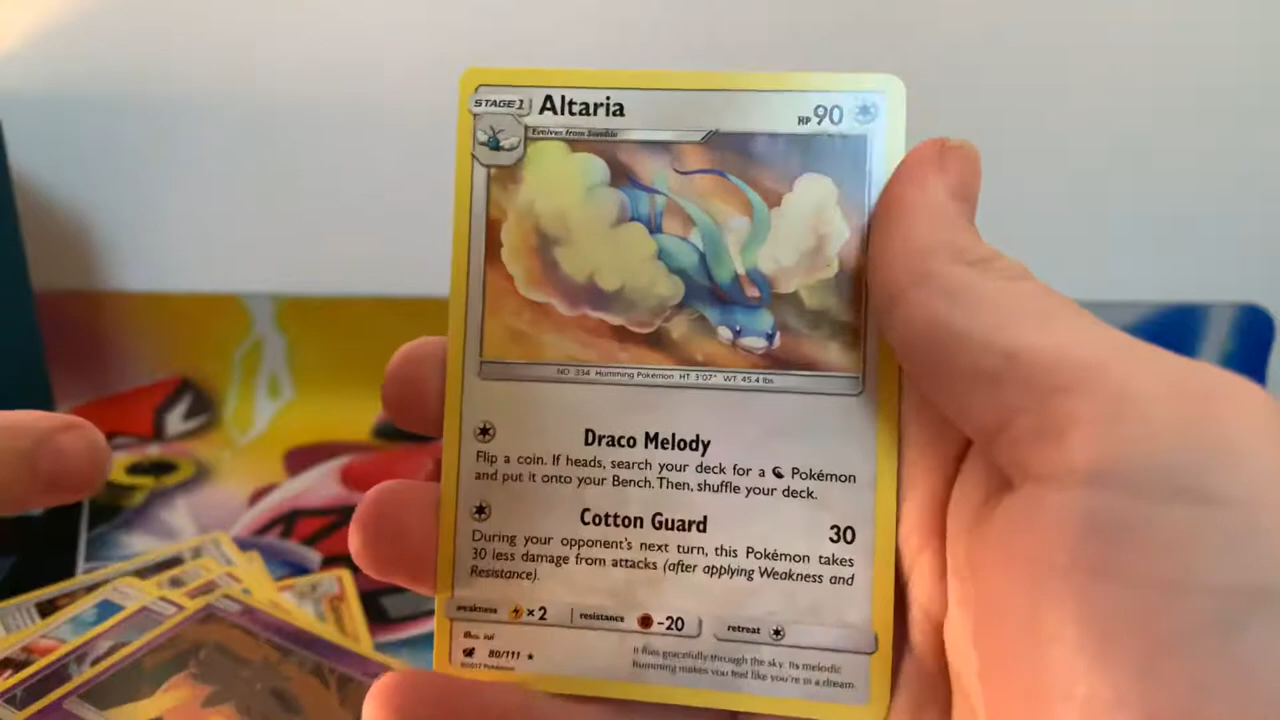 STAGE 1 Altaria HP 90
Evolves from Swablu
NO 334 Humming Pokémon HT 3'07" WT 45.4 lbs
Draco Melody
Flip a coin. If heads, search your deck for a Pokémon
and put it onto your Bench. Then, shuffle your deck.
Cotton Guard 30
During your opponent's next turn, this Pokémon takes
30 less damage from attacks (after applying Weakness and
Resistance).
weakness ×2 resistance -20 retreat
Illus.
80/111
©2017 Pokémon
It flies gracefully through the sky. Its melodic
humming makes you feel like you're in a dream.